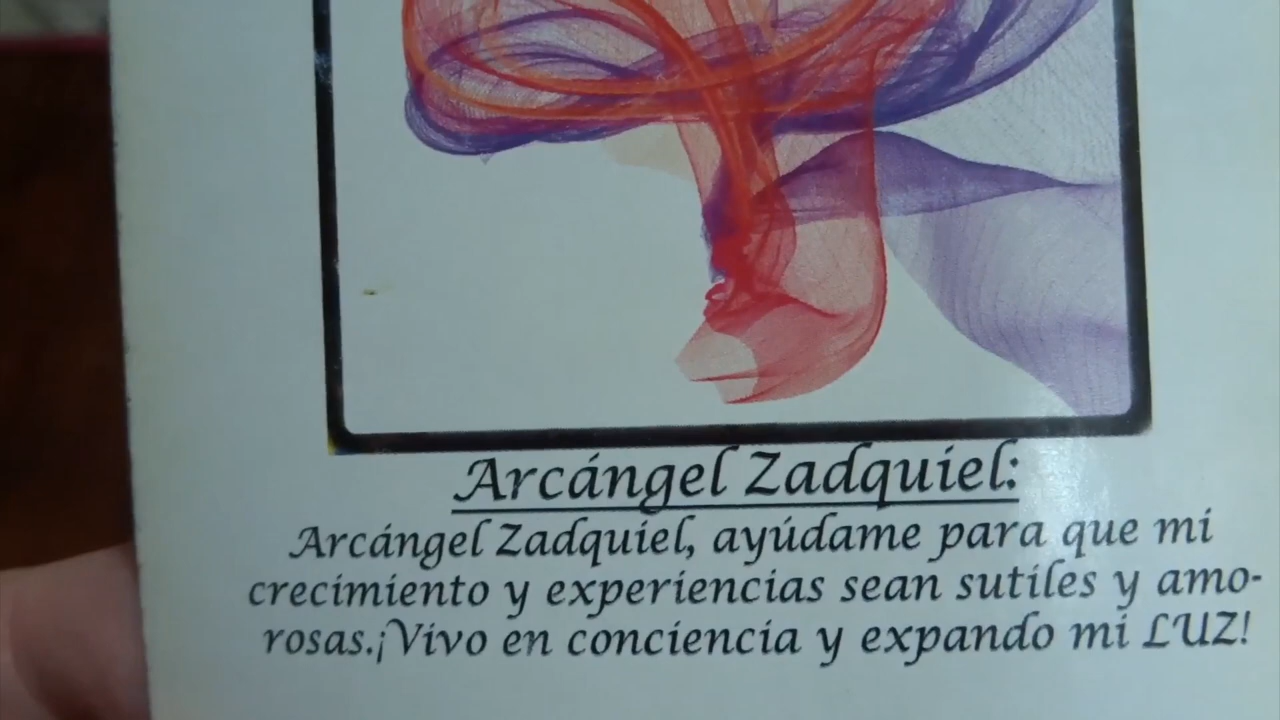 Arcángel Zadquiel:
Arcángel Zadquiel, ayúdame para que mi
crecimiento y experiencias sean sutiles y amo-
rosas.¡Vivo en conciencia y expando mi LUZ!